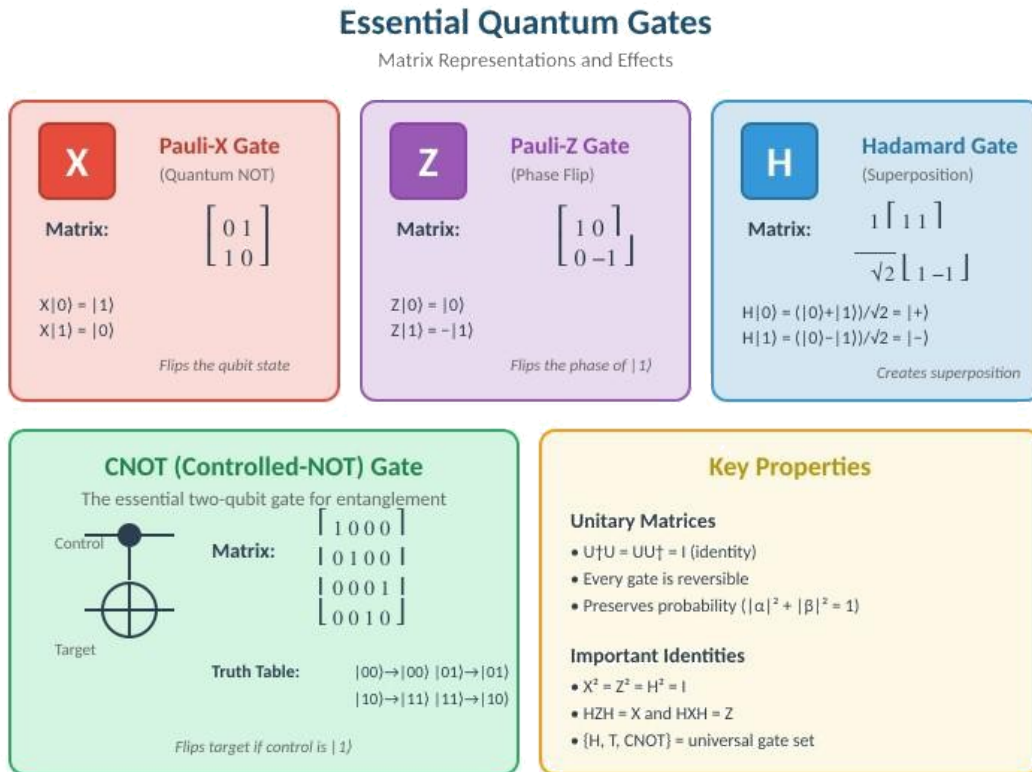 Essential Quantum Gates
Matrix Representations and Effects
X
Pauli-X Gate
(Quantum NOT)
Matrix:
⎡ 0 1 ⎤
⎣ 1 0 ⎦
X|0⟩ = |1⟩
X|1⟩ = |0⟩
Flips the qubit state
Z
Pauli-Z Gate
(Phase Flip)
Matrix:
⎡ 1 0 ⎤
⎣ 0 −1 ⎦
Z|0⟩ = |0⟩
Z|1⟩ = −|1⟩
Flips the phase of |1⟩
H
Hadamard Gate
(Superposition)
Matrix:
1 ⎡ 1 1 ⎤
√2 ⎣ 1 −1 ⎦
H|0⟩ = (|0⟩+|1⟩)/√2 = |+⟩
H|1⟩ = (|0⟩−|1⟩)/√2 = |−⟩
Creates superposition
CNOT (Controlled-NOT) Gate
The essential two-qubit gate for entanglement
Control
Target
Matrix:
⎡ 1 0 0 0 ⎤
| 0 1 0 0 |
| 0 0 0 1 |
⎣ 0 0 1 0 ⎦
Truth Table:
|00⟩→|00⟩ |01⟩→|01⟩
|10⟩→|11⟩ |11⟩→|10⟩
Flips target if control is |1⟩
Key Properties
Unitary Matrices
• U†U = UU† = I (identity)
• Every gate is reversible
• Preserves probability (|α|² + |β|² = 1)
Important Identities
• X² = Z² = H² = I
• HZH = X and HXH = Z
• {H, T, CNOT} = universal gate set